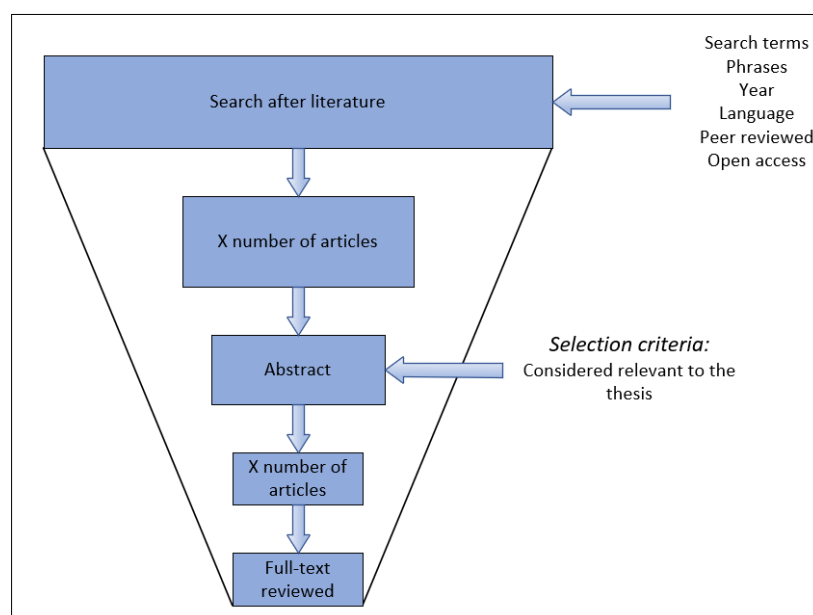 Search after literature
Search terms
Phrases
Year
Language
Peer reviewed
Open access
X number of articles
Abstract
Selection criteria:
Considered relevant to the
thesis
X number of
articles
Full-text
reviewed